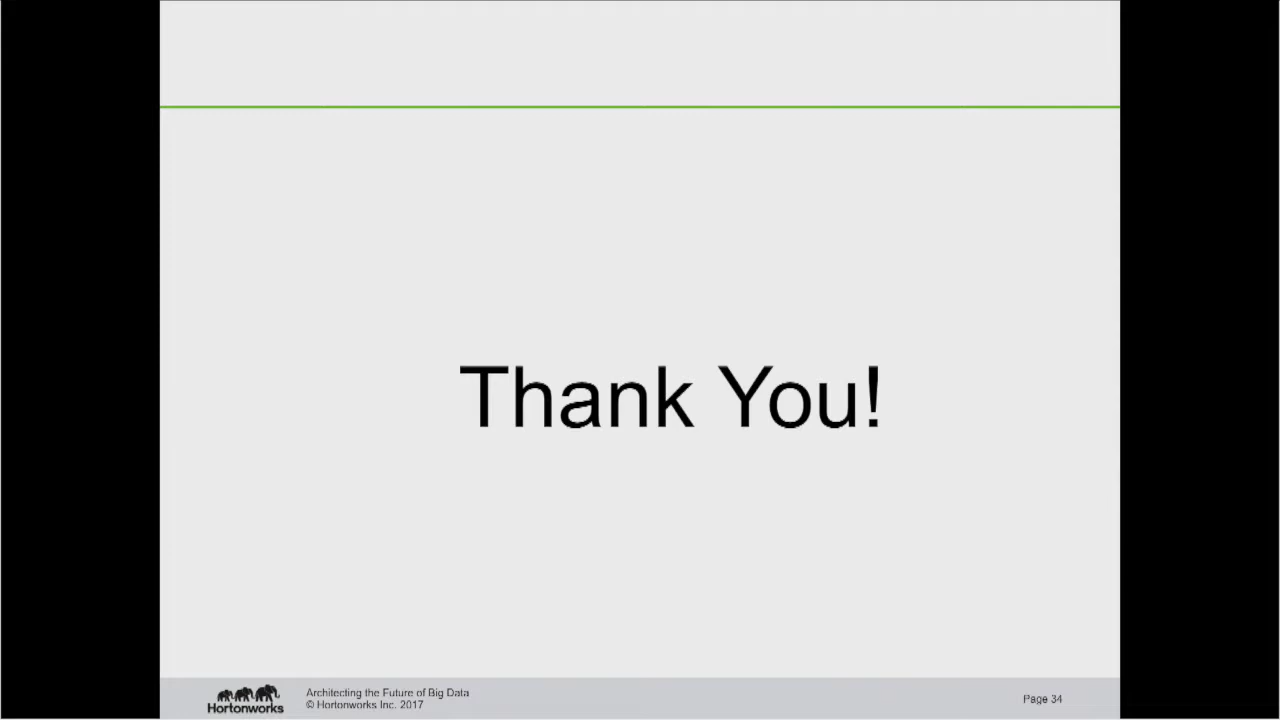 Thank You!
Hortonworks
Architecting the Future of Big Data
© Hortonworks Inc. 2017
Page 34